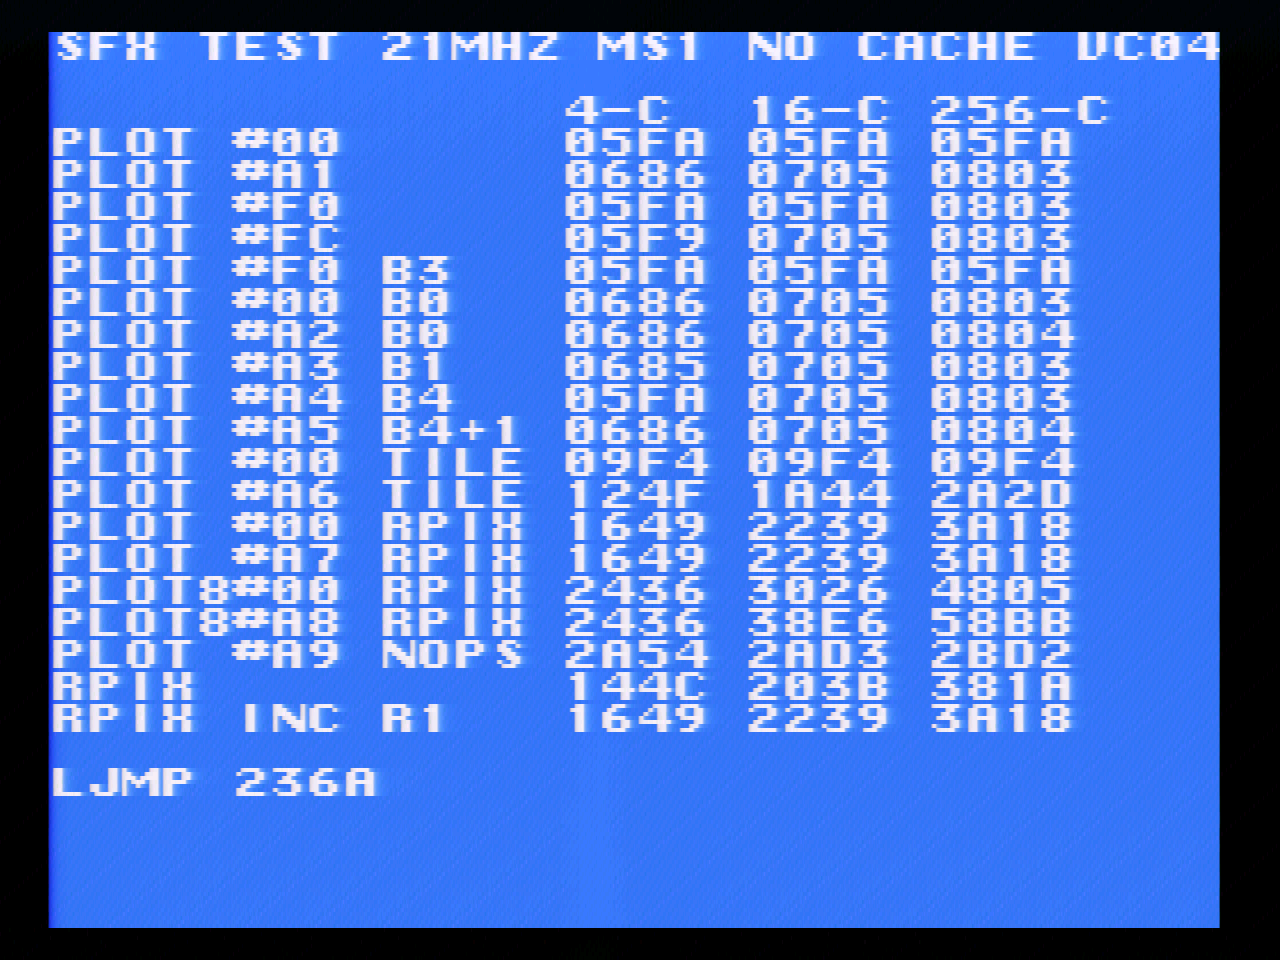 SFX TEST 21MHZ MS1 NO CACHE VC04
4-C 16-C 256-C
PLOT #00 05FA 05FA 05FA
PLOT #A1 0686 0705 0803
PLOT #F0 05FA 05FA 0803
PLOT #FC 05F9 0705 0803
PLOT #F0 B3 05FA 05FA 05FA
PLOT #00 B0 0686 0705 0803
PLOT #A2 B0 0686 0705 0804
PLOT #A3 B1 0685 0705 0803
PLOT #A4 B4 05FA 0705 0803
PLOT #A5 B4+1 0686 0705 0804
PLOT #00 TILE 09F4 09F4 09F4
PLOT #A6 TILE 124F 1A44 2A2D
PLOT #00 RPIX 1649 2239 3A18
PLOT #A7 RPIX 1649 2239 3A18
PLOT8#00 RPIX 2436 3026 4805
PLOT8#A8 RPIX 2436 38E6 58BB
PLOT #A9 NOPS 2A54 2AD3 2BD2
RPIX 144C 203B 381A
RPIX INC R1 1649 2239 3A18
LJMP 236A